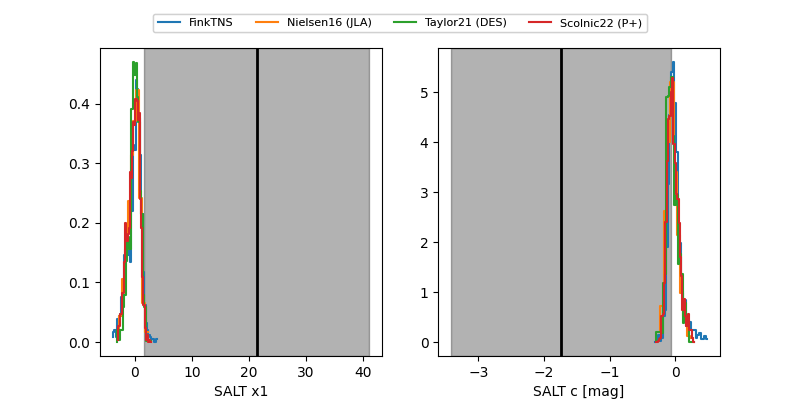 FinkTNS Nielsen16 (JLA) Taylor21 (DES) Scolnic22 (P+)
0.4
0.3
0.2
0.1
0.0
0 10 20 30 40
SALT x1
5
4
3
2
1
0
−3 −2 −1 0
SALT c [mag]